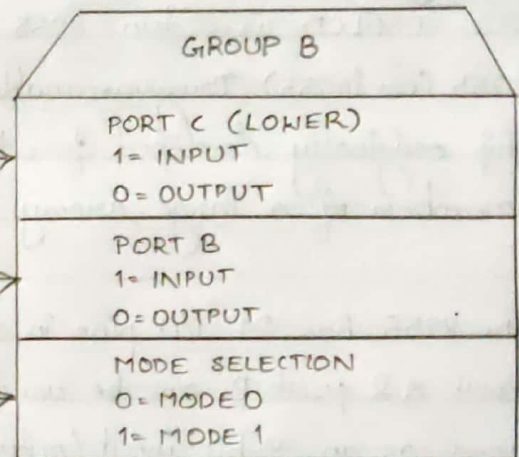 GROUP B
PORT C (LOWER)
1= INPUT
0= OUTPUT
PORT B
1= INPUT
0= OUTPUT
MODE SELECTION
0= MODE 0
1= MODE 1